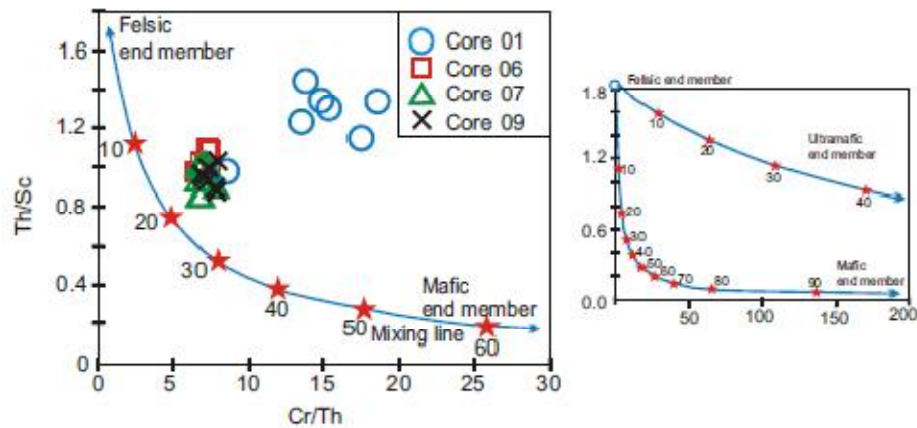 Felsic
end member
Core 01
Core 06
Core 07
Core 09
1.6
1.2
0.8
0.4
0
Th/Sc
10
20
30
40
50
60
Mafic
end member
Mixing line
0
5
10
15
20
25
30
Cr/Th
Felsic end member
1.8
1.2
0.6
0.0
10
20
30
40
Ultramafic
end member
10
20
30
40
50
60
70
80
90
Mafic
end member
50
100
150
200